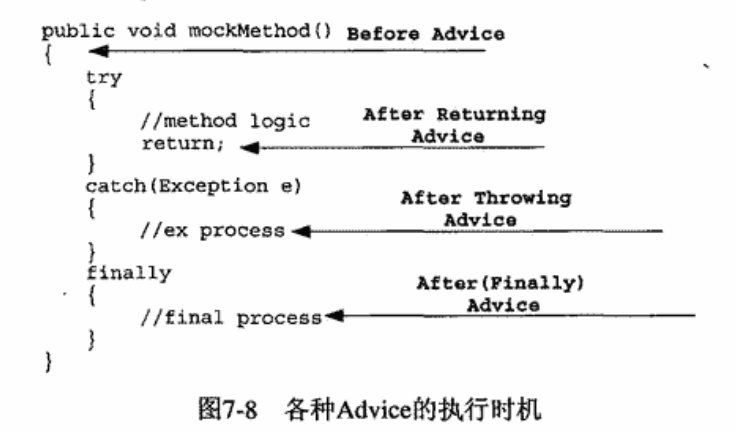 public void mockMethod() Before Advice
{
try
{
//method logic After Returning
return; Advice
}
catch(Exception e)
{ After Throwing
//ex process Advice
}
finally
{ After(Finally)
//final process Advice
}
}
图7-8 各种Advice的执行时机